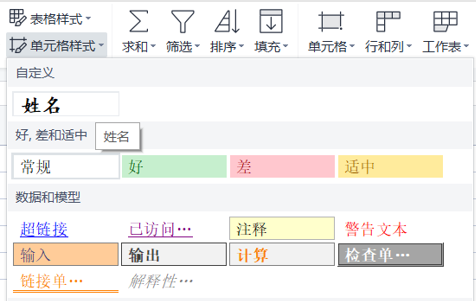 表格样式
单元格样式 求和 筛选 排序 填充 单元格 行和列 工作表
自定义
姓名
好, 差和适中 姓名
常规 好 差 适中
数据和模型
超链接 已访问… 注释 警告文本
输入 输出 计算 检查单…
链接单… 解释性…